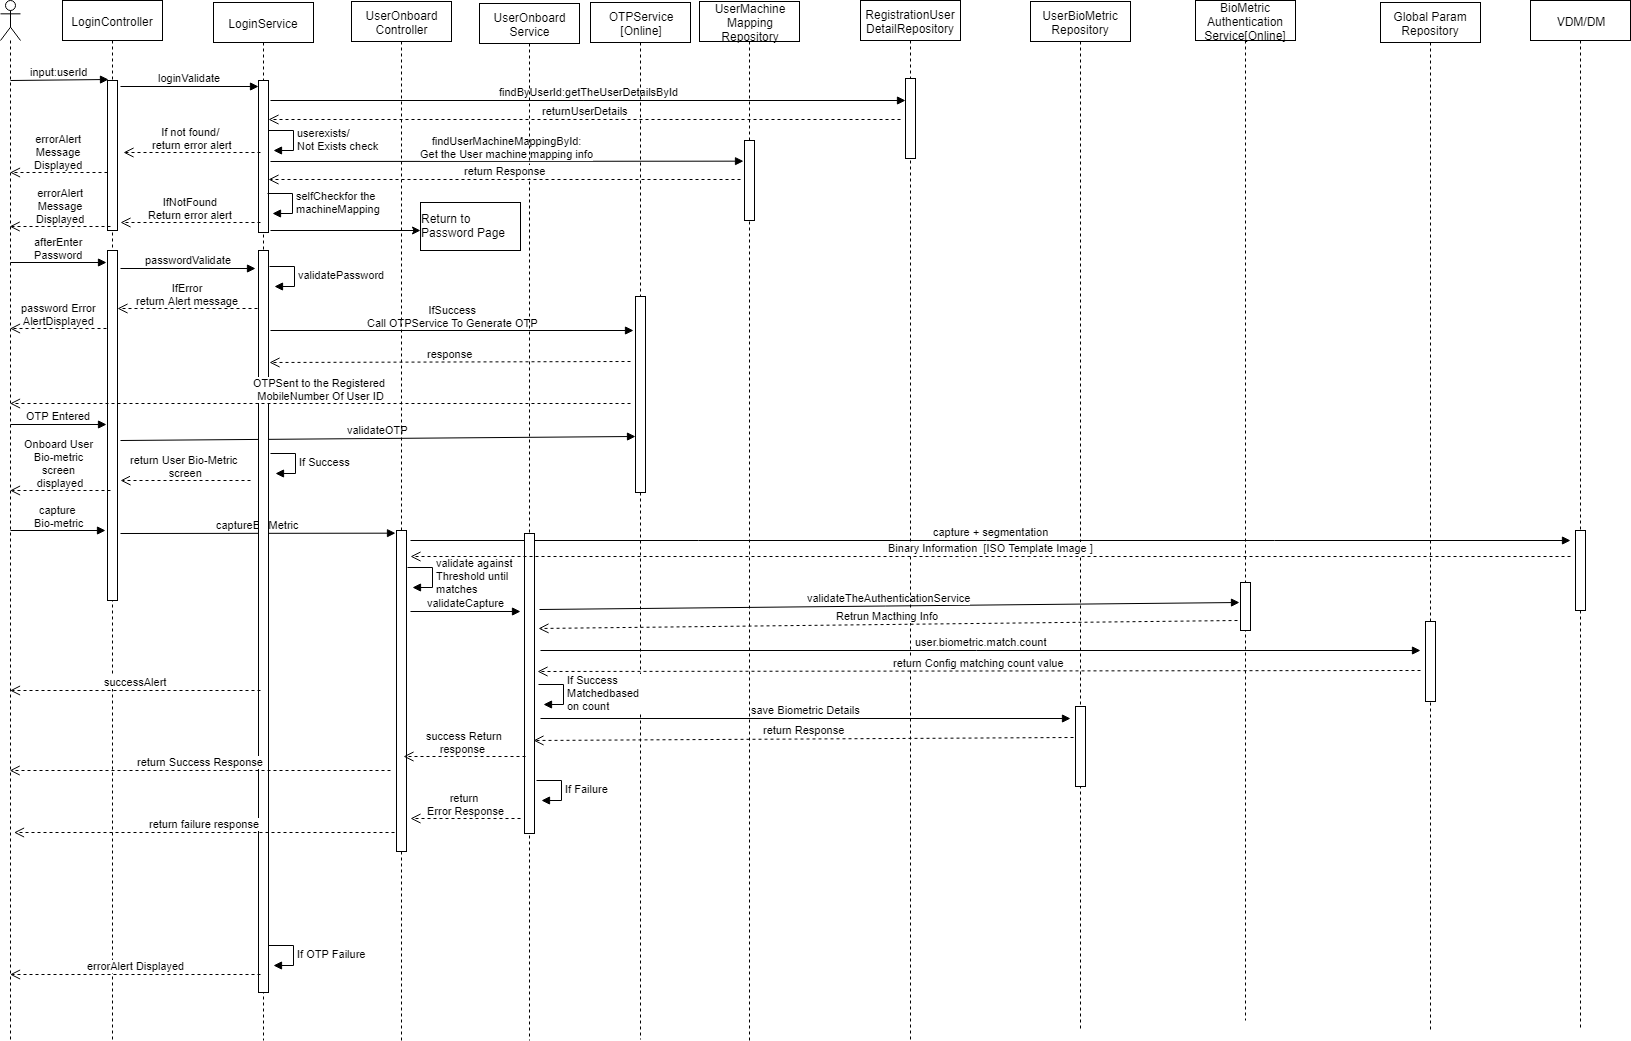 LoginController
LoginService
UserOnboard
Controller
UserOnboard
Service
OTPService
[Online]
UserMachine
Mapping
Repository
RegistrationUser
DetailRepository
UserBioMetric
Repository
BioMetric
Authentication
Service[Online]
Global Param
Repository
VDM/DM
input:userId
loginValidate
findByUserId:getTheUserDetailsById
returnUserDetails
userexists/
Not Exists check
If not found/
return error alert
errorAlert
Message
Displayed
findUserMachineMappingById:
Get the User machine mapping info
return Response
selfCheckfor the
machineMapping
IfNotFound
Return error alert
errorAlert
Message
Displayed
Return to
Password Page
afterEnter
Password
passwordValidate
validatePassword
IfError
return Alert message
password Error
AlertDisplayed
IfSuccess
Call OTPService To Generate OTP
response
OTPSent to the Registered
MobileNumber Of User ID
OTP Entered
validateOTP
Onboard User
Bio-metric
screen
displayed
return User Bio-Metric
screen
If Success
capture
Bio-metric
captureB Metric
capture + segmentation
Binary Information [ISO Template Image ]
validate against
Threshold until
matches
validateCapture
validateTheAuthenticationService
Retrun Macthing Info
user.biometric.match.count
return Config matching count value
successAlert
If Success
Matchedbased
on count
save Biometric Details
return Response
success Return
response
return Success Response
If Failure
return
Error Response
return failure response
If OTP Failure
errorAlert Displayed